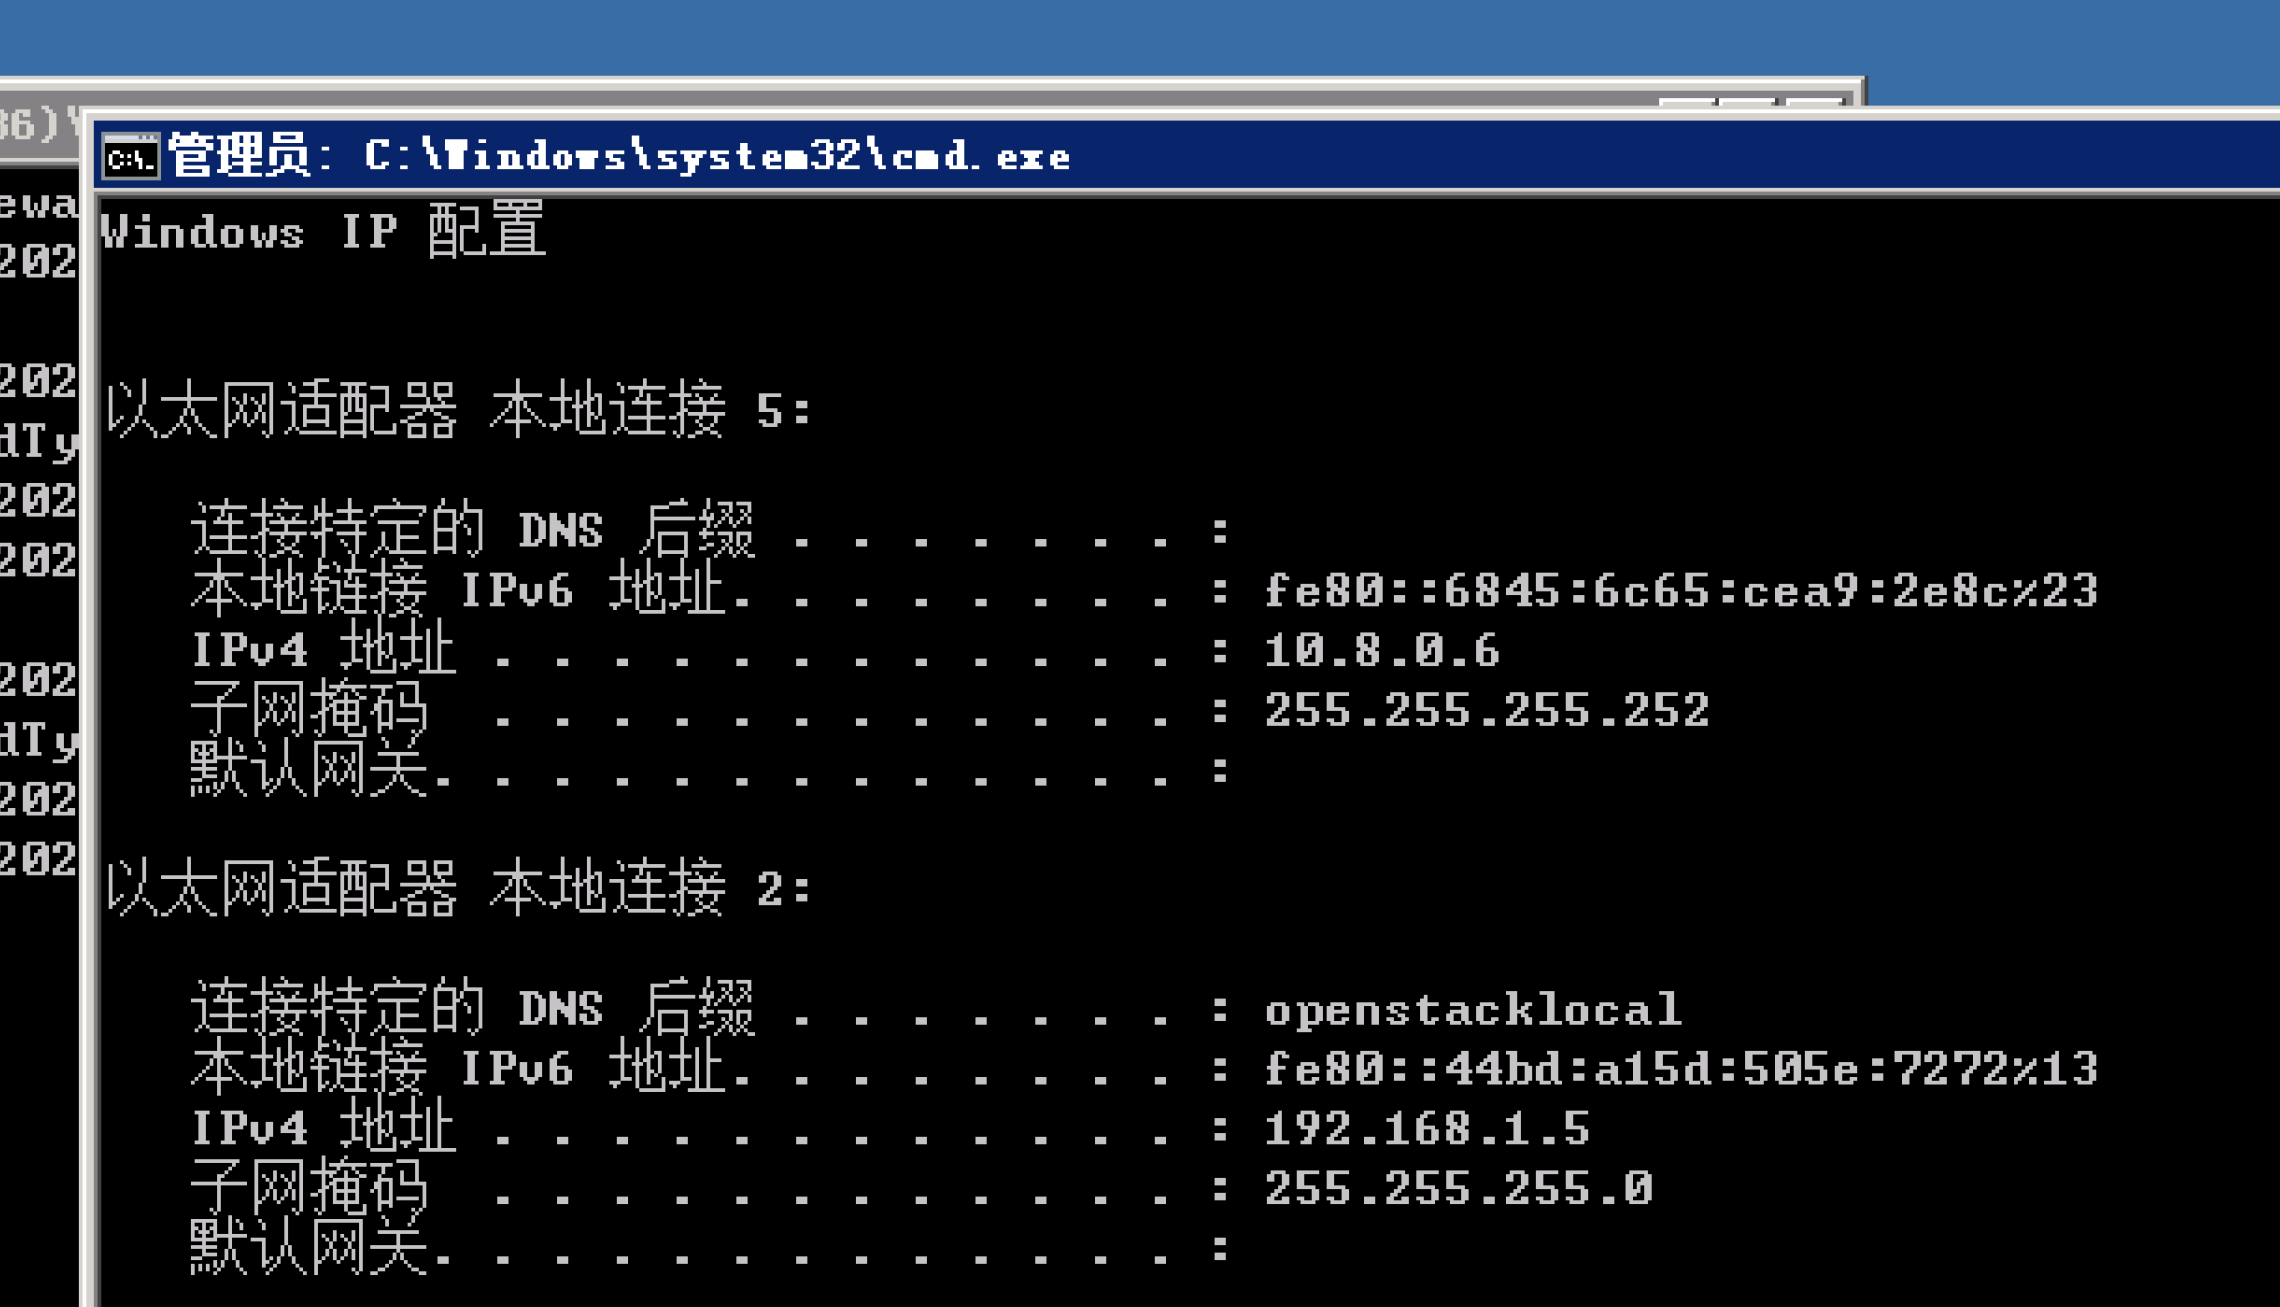 36)\
ewa
202
202
dTy
202
202
202
dTy
202
202
管理员: C:\Windows\system32\cmd.exe
Windows IP 配置
以太网适配器 本地连接 5:
连接特定的 DNS 后缀 . . . . . . . :
本地链接 IPv6 地址. . . . . . . . : fe80::6845:6c65:cea9:2e8c%23
IPv4 地址 . . . . . . . . . . . . : 10.8.0.6
子网掩码  . . . . . . . . . . . . : 255.255.255.252
默认网关. . . . . . . . . . . . . :
以太网适配器 本地连接 2:
连接特定的 DNS 后缀 . . . . . . . : openstacklocal
本地链接 IPv6 地址. . . . . . . . : fe80::44bd:a15d:505e:7272%13
IPv4 地址 . . . . . . . . . . . . : 192.168.1.5
子网掩码  . . . . . . . . . . . . : 255.255.255.0
默认网关. . . . . . . . . . . . . :